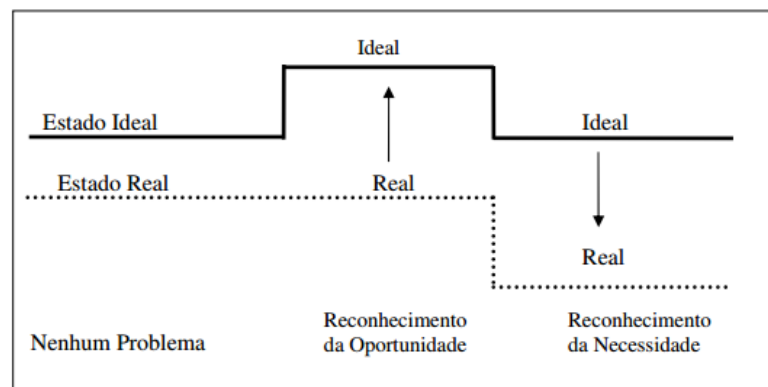 Ideal
Estado Ideal
Ideal
Estado Real
Real
Real
Nenhum Problema
Reconhecimento
da Oportunidade
Reconhecimento
da Necessidade